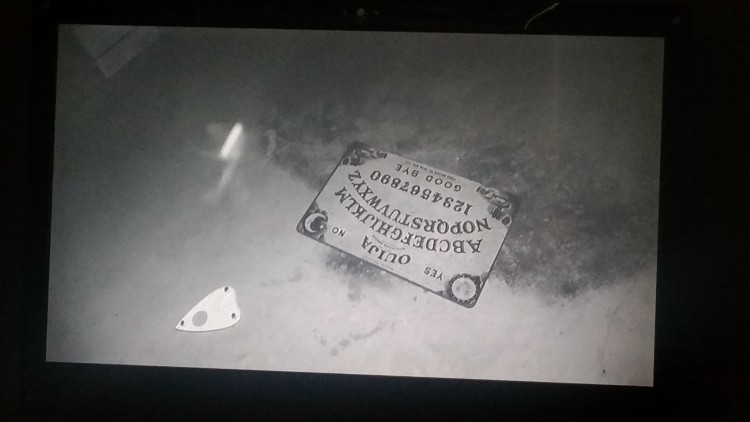 YES OUIJA NO
ABCDEFGHIJKLM
NOPQRSTUVWXYZ
1234567890
GOOD BYE